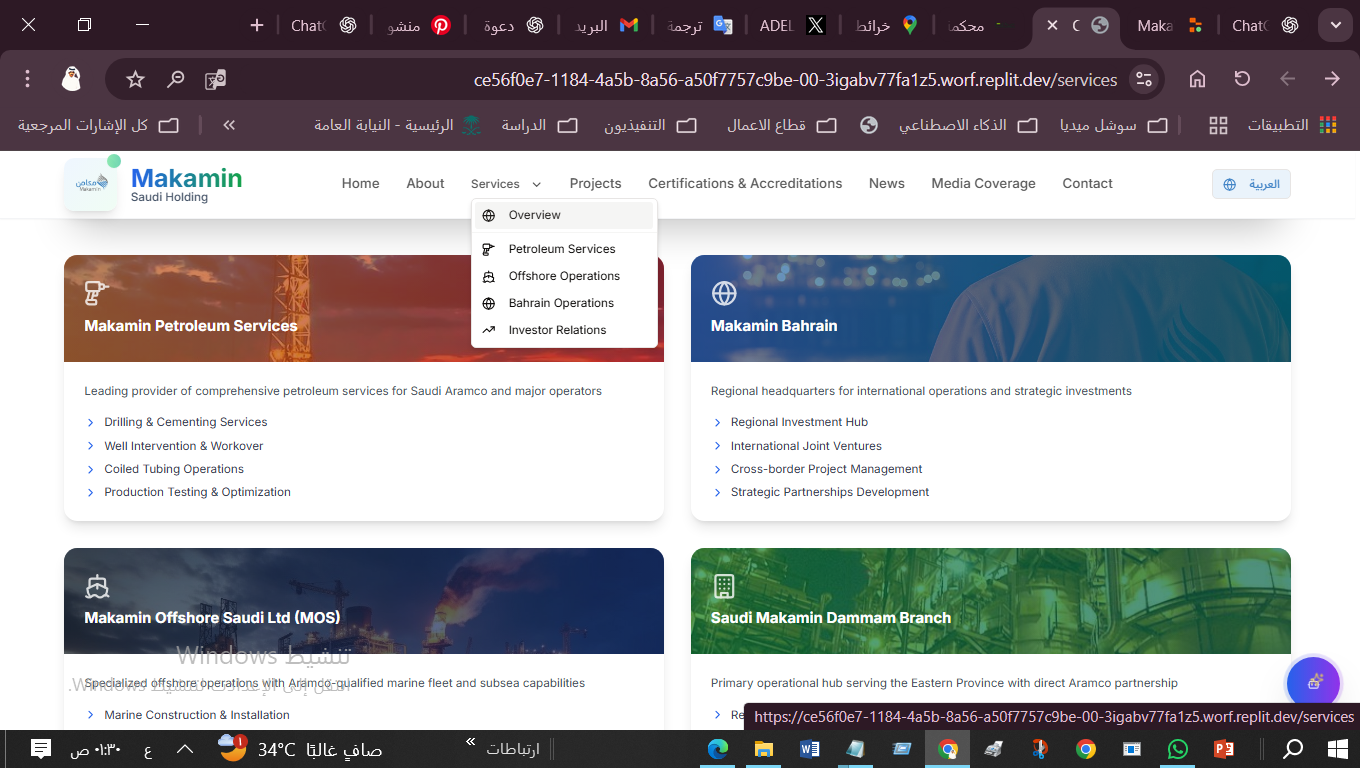 ChatG
منشو
دعوة
البريد
ترجمة
ADEL
خرائط
محكمة
C
Maka
ChatG
ce56f0e7-1184-4a5b-8a56-a50f7757c9be-00-3igabv77fa1z5.worf.replit.dev/services
التطبيقات
سوشل ميديا
الذكاء الاصطناعي
قطاع الاعمال
التنفيذيون
الدراسة
الرئيسية - النيابة العامة
»
كل الإشارات المرجعية
مكامن
Makamin
Makamin
Saudi Holding
Home
About
Services
Projects
Certifications & Accreditations
News
Media Coverage
Contact
العربية
Overview
Petroleum Services
Offshore Operations
Bahrain Operations
Investor Relations
Makamin Petroleum Services
Leading provider of comprehensive petroleum services for Saudi Aramco and major operators
Drilling & Cementing Services
Well Intervention & Workover
Coiled Tubing Operations
Production Testing & Optimization
Makamin Bahrain
Regional headquarters for international operations and strategic investments
Regional Investment Hub
International Joint Ventures
Cross-border Project Management
Strategic Partnerships Development
Makamin Offshore Saudi Ltd (MOS)
Specialized offshore operations with Aramco-qualified marine fleet and subsea capabilities
Marine Construction & Installation
Saudi Makamin Dammam Branch
Primary operational hub serving the Eastern Province with direct Aramco partnership
Re
تنشيط Windows
انتقل إلى الإعدادات لتنشيط Windows.
https://ce56f0e7-1184-4a5b-8a56-a50f7757c9be-00-3igabv77fa1z5.worf.replit.dev/services
ارتباطات
»
34°C صافٍ غالبًا
1
ع
٠١:٣٠ ص